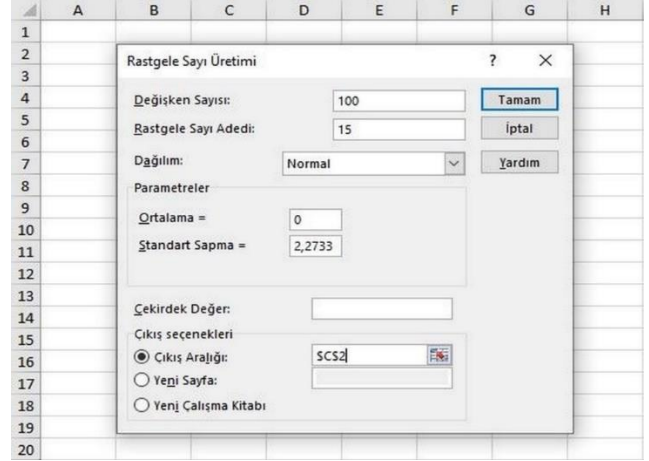 A B C D E F G H
1
2
3
4
5
6
7
8
9
10
11
12
13
14
15
16
17
18
19
20
Rastgele Sayı Üretimi ? ×
Değişken Sayısı: 100 Tamam
Rastgele Sayı Adedi: 15 İptal
Dağılım: Normal Yardım
Parametreler
Ortalama = 0
Standart Sapma = 2,2733
Çekirdek Değer:
Çıkış seçenekleri
Çıkış Aralığı: $C$2
Yeni Sayfa:
Yeni Çalışma Kitabı